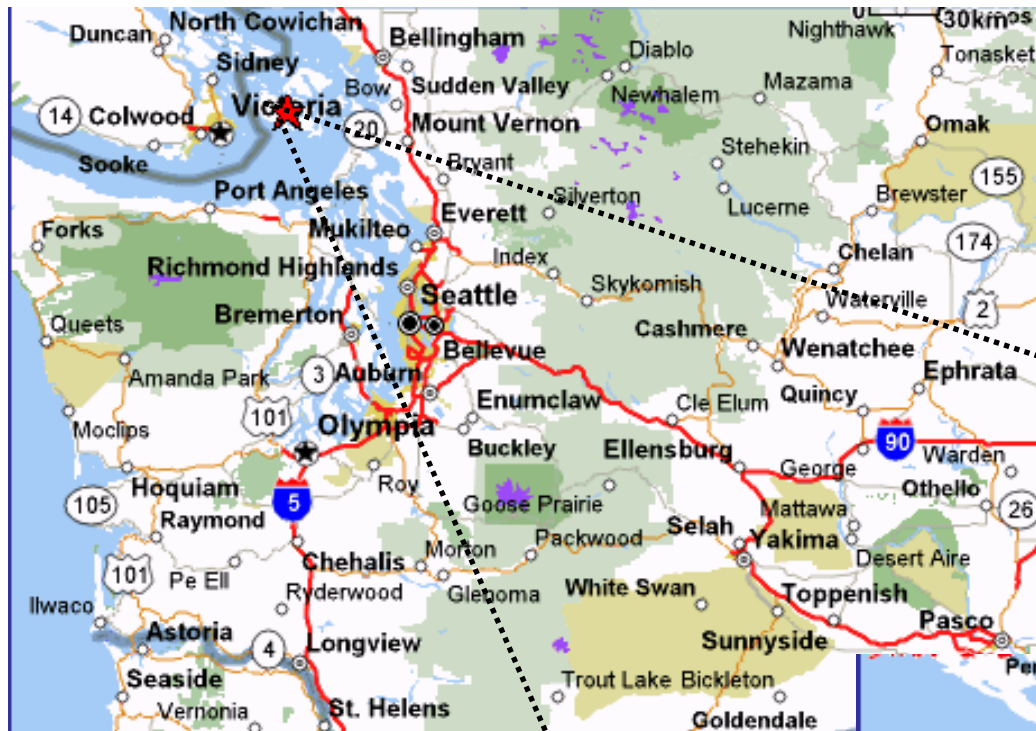 North Cowichan
Duncan
Bellingham
Diablo
Nighthawk
30km
Tonasket
Sidney
Bow
Sudden Valley
Mazama
Newhalem
14
Colwood
Victoria
20
Mount Vernon
Omak
Sooke
Bryant
Stehekin
155
Port Angeles
Silverton
Lucerne
Brewster
Forks
Mukilteo
Everett
174
Index
Chelan
Richmond Highlands
Skykomish
Seattle
Waterville
2
Queets
Bremerton
Cashmere
Bellevue
Wenatchee
Amanda Park
3
Auburn
Ephrata
101
Enumclaw
Cle Elum
Quincy
Moclips
Olympia
Buckley
Ellensburg
90
George
Warden
105
Hoquiam
Roy
Goose Prairie
Othello
5
Raymond
Mattawa
26
Selah
Yakima
Packwood
Morton
Chehalis
Desert Aire
101
Pe Ell
Ryderwood
Glenoma
White Swan
Toppenish
Ilwaco
Pasco
Astoria
4
Longview
Sunnyside
Seaside
Trout Lake
Bickleton
Vernonia
St. Helens
Goldendale